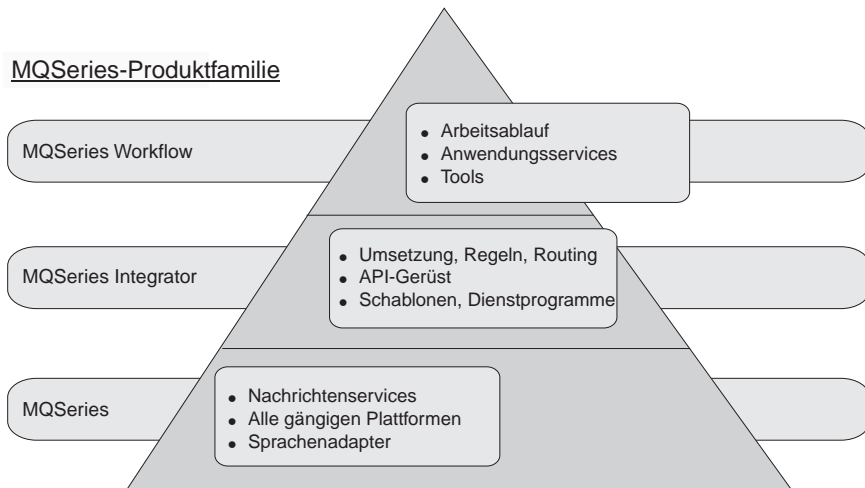 MQSeries-Produktfamilie
MQSeries Workflow
Arbeitsablauf
Anwendungsservices
Tools
MQSeries Integrator
Umsetzung, Regeln, Routing
API-Gerüst
Schablonen, Dienstprogramme
MQSeries
Nachrichtenservices
Alle gängigen Plattformen
Sprachenadapter